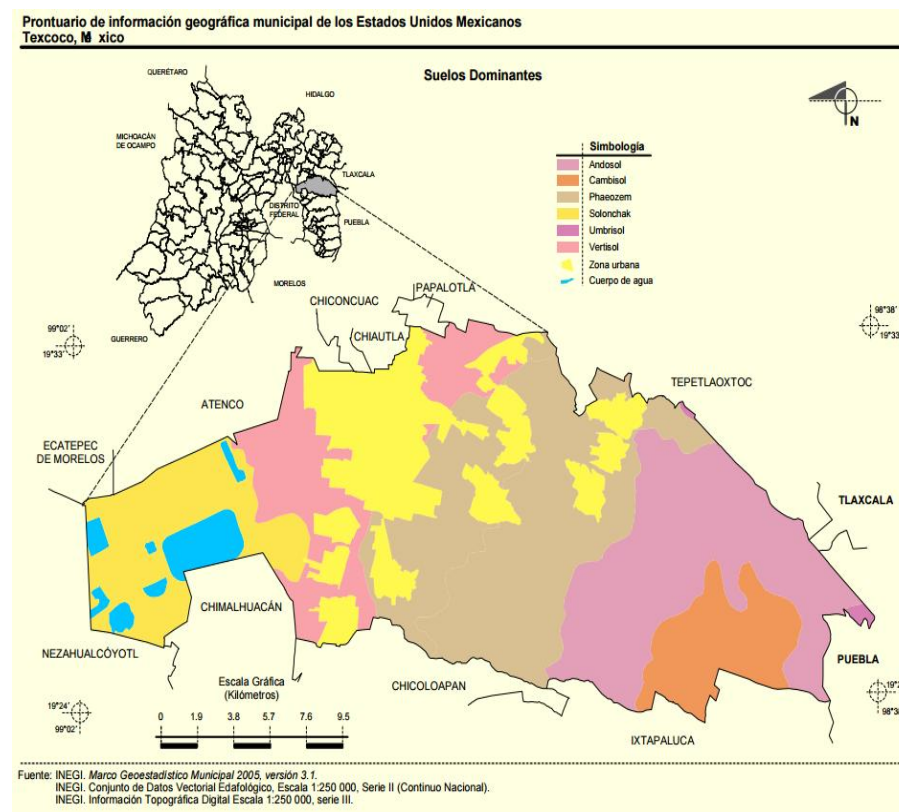 Prontuario de información geográfica municipal de los Estados Unidos Mexicanos
Texcoco, México
Suelos Dominantes
QUERÉTARO
HIDALGO
MICHOACÁN
DE OCAMPO
TLAXCALA
DISTRITO
FEDERAL
PUEBLA
MORELOS
GUERRERO
N
Simbología
Andosol
Cambisol
Phaeozem
Solonchak
Umbrisol
Vertisol
Zona urbana
Cuerpo de agua
99°02´
19°33´
98°38´
PAPALOTLA
CHICONCUAC
CHIAUTLA
TEPETLAOXTOC
ATENCO
ECATEPEC
DE MORELOS
TLAXCALA
CHIMALHUACÁN
NEZAHUALCÓYOTL
PUEBLA
CHICOLOAPAN
IXTAPALUCA
19°24´
99°02´
Escala Gráfica
(Kilómetros)
0 1.9 3.8 5.7 7.6 9.5
Fuente: INEGI. Marco Geoestadístico Municipal 2005, versión 3.1.
INEGI. Conjunto de Datos Vectorial Edafológico, Escala 1:250 000, Serie II (Continuo Nacional).
INEGI. Información Topográfica Digital Escala 1:250 000, serie III.